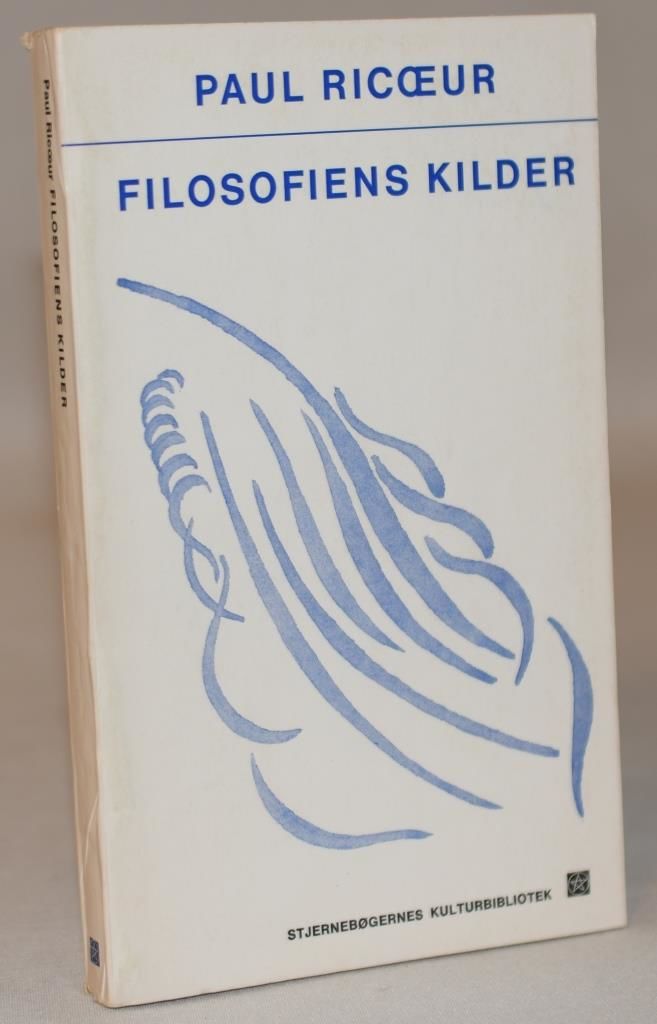 PAUL RICŒUR
FILOSOFIENS KILDER
STJERNEBØGERNES KULTURBIBLIOTEK
Paul Ricœur FILOSOFIENS KILDER